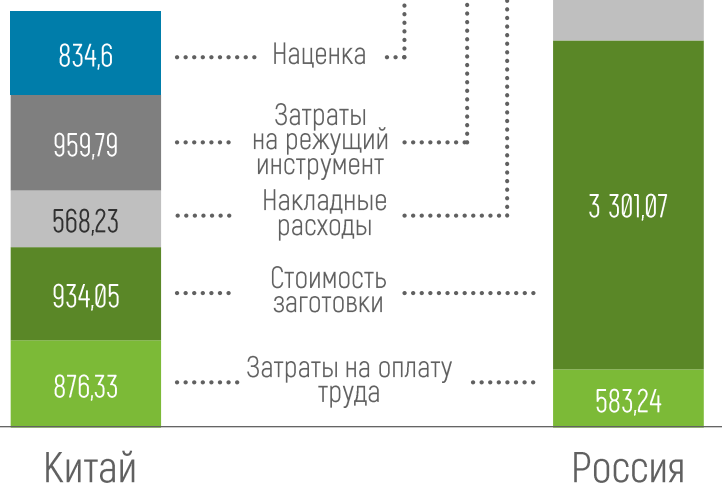 834,6
Наценка
959,79
Затраты
на режущий
инструмент
568,23
Накладные
расходы
3 301,07
934,05
Стоимость
заготовки
876,33
Затраты на оплату
труда
583,24
Китай
Россия